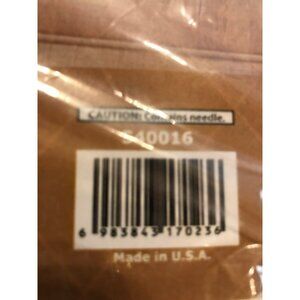 CAUTION: Contains needle.
540016
6 983843 170236
Made in U.S.A.